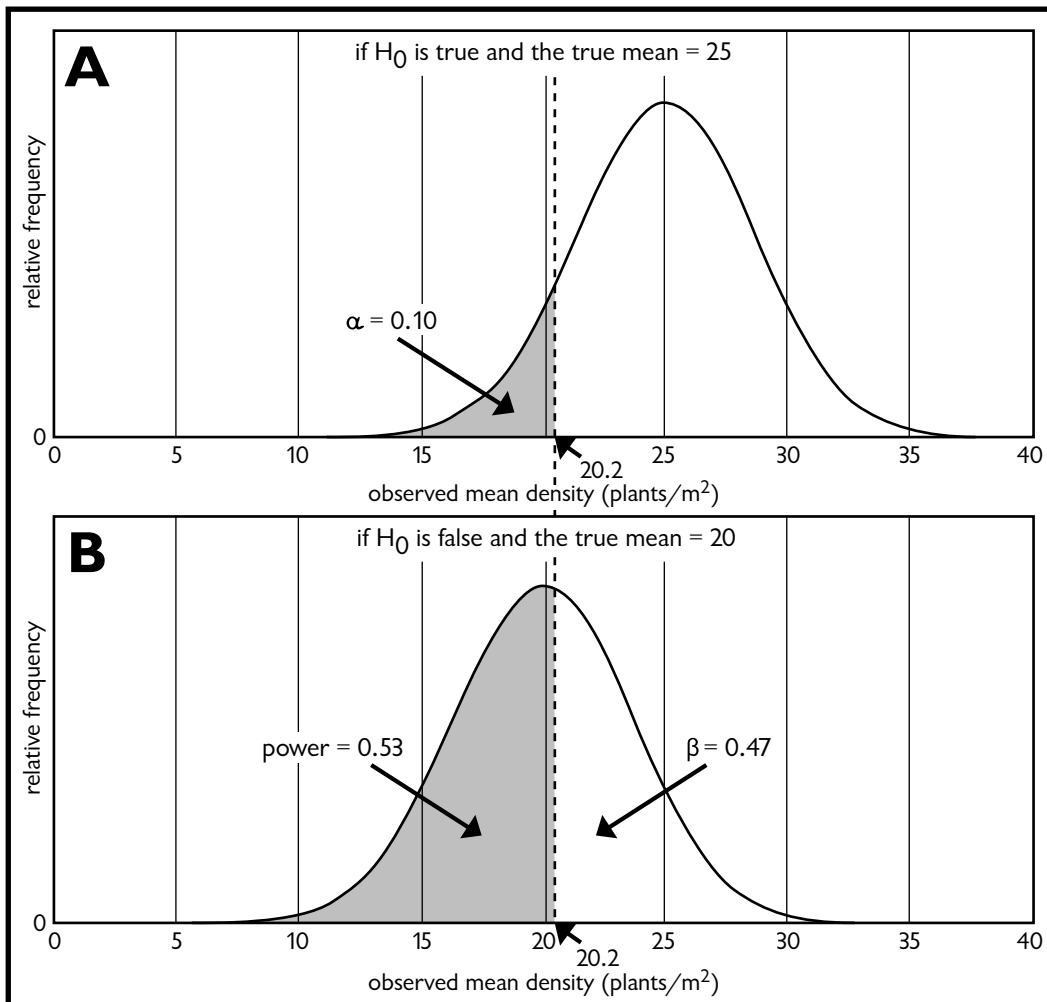 A
if H0 is true and the true mean = 25
relative frequency
α = 0.10
0
0 5 10 15 20 25 30 35 40
20.2
observed mean density (plants/m²)
B
if H0 is false and the true mean = 20
relative frequency
power = 0.53
β = 0.47
0
0 5 10 15 20 25 30 35 40
20.2
observed mean density (plants/m²)